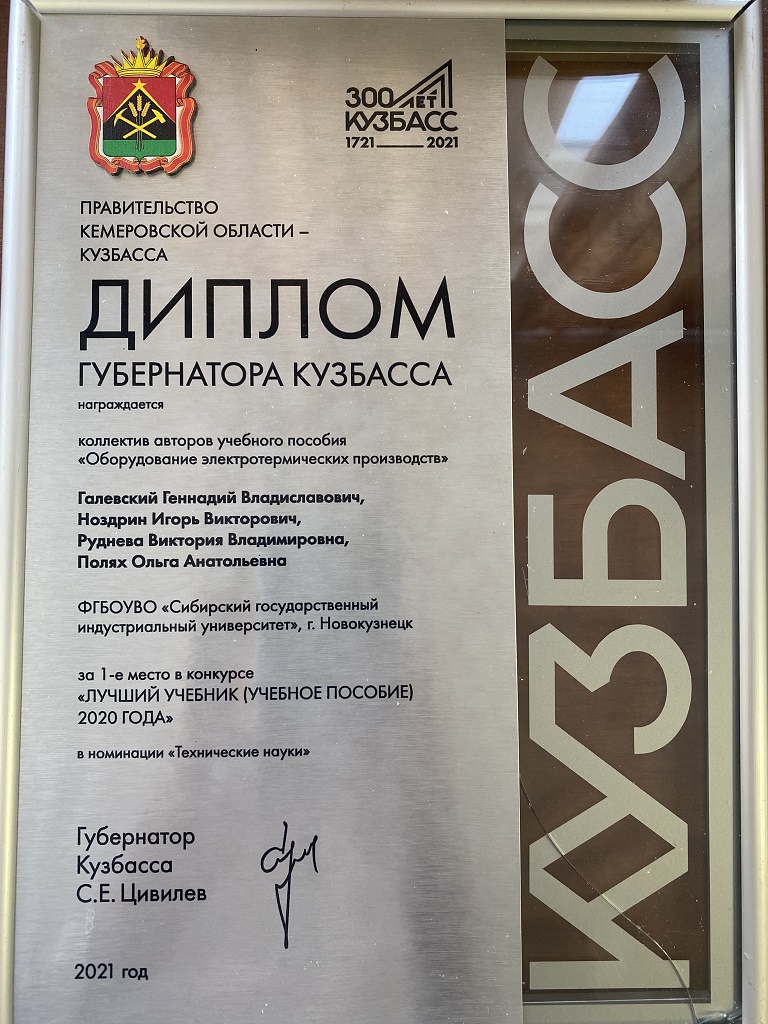 300 ЛЕТ
КУЗБАСС
1721 2021
ПРАВИТЕЛЬСТВО
КЕМЕРОВСКОЙ ОБЛАСТИ –
КУЗБАССА
ДИПЛОМ
ГУБЕРНАТОРА КУЗБАССА
награждается
коллектив авторов учебного пособия
«Оборудование электротермических производств»
Галевский Геннадий Владиславович,
Ноздрин Игорь Викторович,
Руднева Виктория Владимировна,
Полях Ольга Анатольевна
ФГБОУВО «Сибирский государственный
индустриальный университет», г. Новокузнецк
за 1-е место в конкурсе
«ЛУЧШИЙ УЧЕБНИК (УЧЕБНОЕ ПОСОБИЕ)
2020 ГОДА»
в номинации «Технические науки»
Губернатор
Кузбасса
С.Е. Цивилев
2021 год
КУЗБАСС